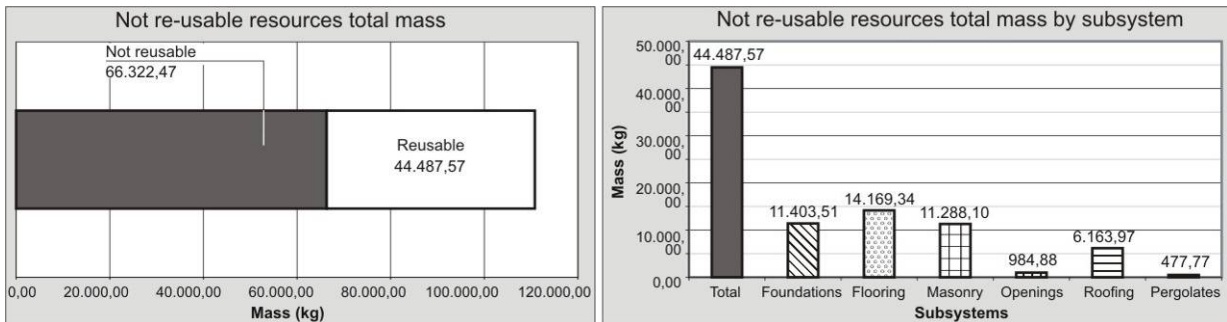 Not re-usable resources total mass
Not reusable
66.322,47
Reusable
44.487,57
0,00 20.000,00 40.000,00 60.000,00 80.000,00 100.000,00 120.000,00
Mass (kg)
Not re-usable resources total mass by subsystem
50.000,
00
40.000,
00
30.000,
00
20.000,
00
10.000,
00
0,00
Mass (kg)
44.487,57
11.403,51
14.169,34
11.288,10
984,88
6.163,97
477,77
Total Foundations Flooring Masonry Openings Roofing Pergolates
Subsystems